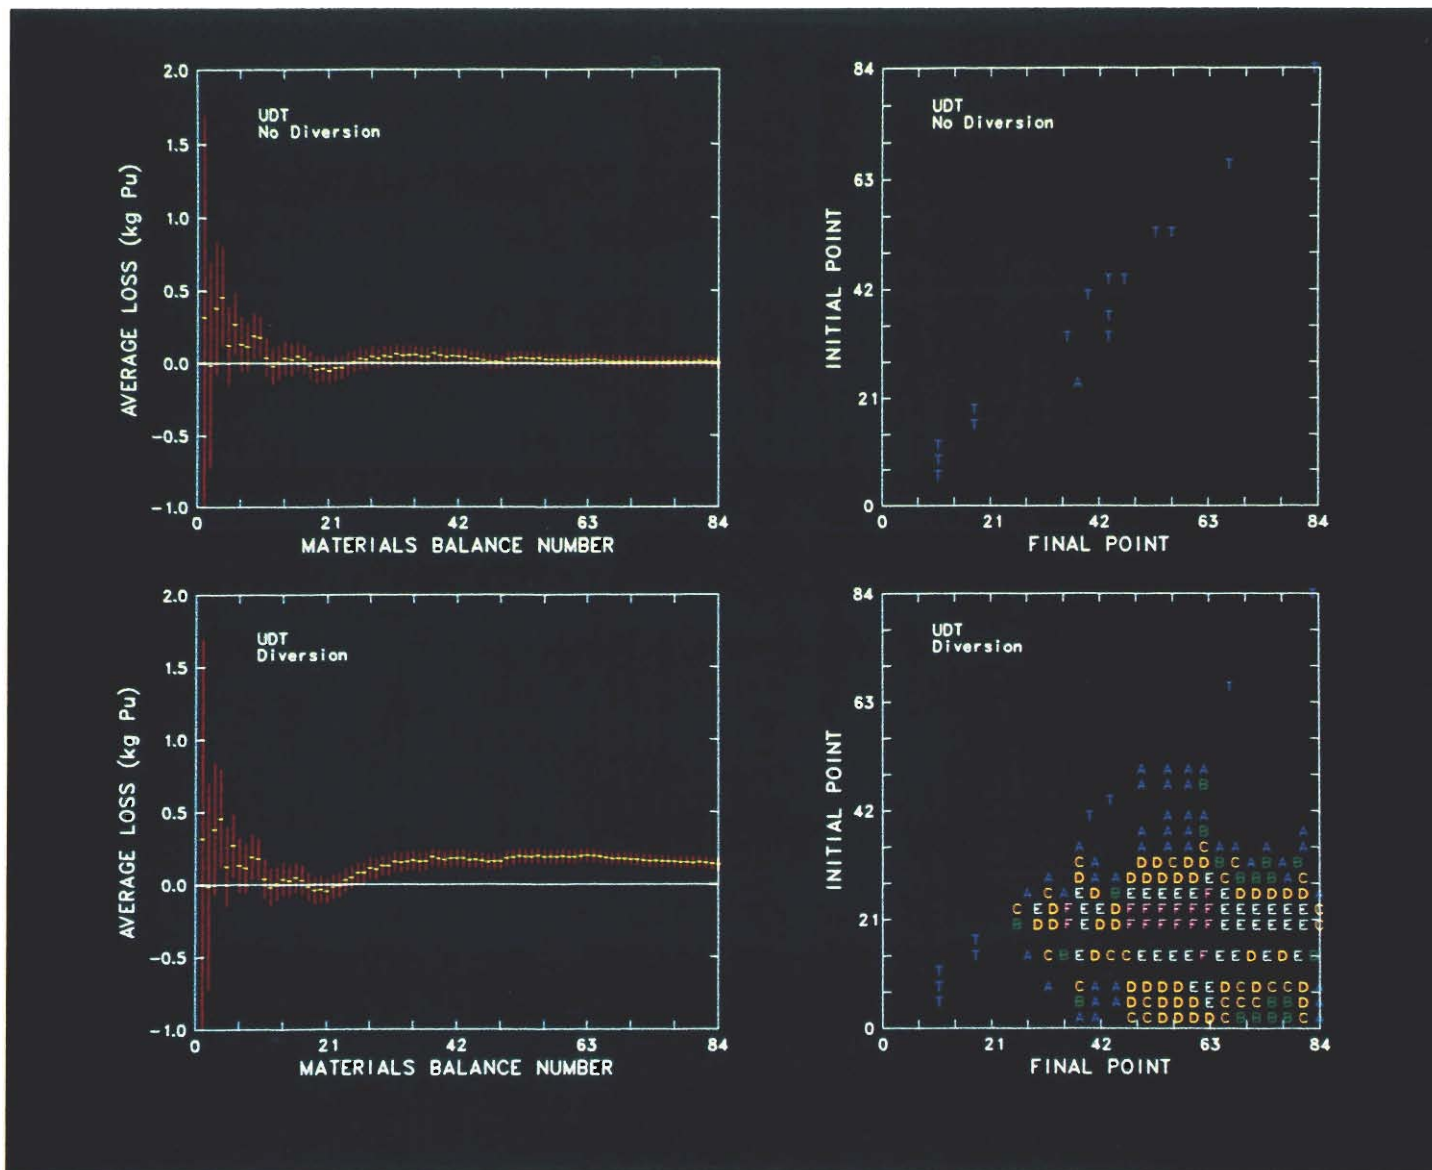 2.0
1.5
1.0
0.5
0.0
-0.5
-1.0
AVERAGE LOSS (kg Pu)
UDT
No Diversion
0 21 42 63 84
MATERIALS BALANCE NUMBER
84
63
42
21
0
INITIAL POINT
UDT
No Diversion
T
T
T T
T T
T
T
T T
A
T
T
T
T
T
0 21 42 63 84
FINAL POINT
2.0
1.5
1.0
0.5
0.0
-0.5
-1.0
AVERAGE LOSS (kg Pu)
UDT
Diversion
0 21 42 63 84
MATERIALS BALANCE NUMBER
84
63
42
21
0
INITIAL POINT
UDT
Diversion
T
T
A A A A
A A A B
T
T A A A
A A A B A
A A A A C A A A A
C A D D C D D B C A B A B
A D A A D D D D D E C B B B A C
A C A E D B E E E E E F E D D D D D
C E D F E E D F F F F F F E E E E E E C
B D D F E D D F F F F F F E E E E E E C
T
T A C B E D C C E E E E F E E D E D E B
T
T A C A A D D D D E E D C D C C D A
T B A A D C D D D E C C C B B D A
C A A C C D D D D C B B B B C A
0 21 42 63 84
FINAL POINT